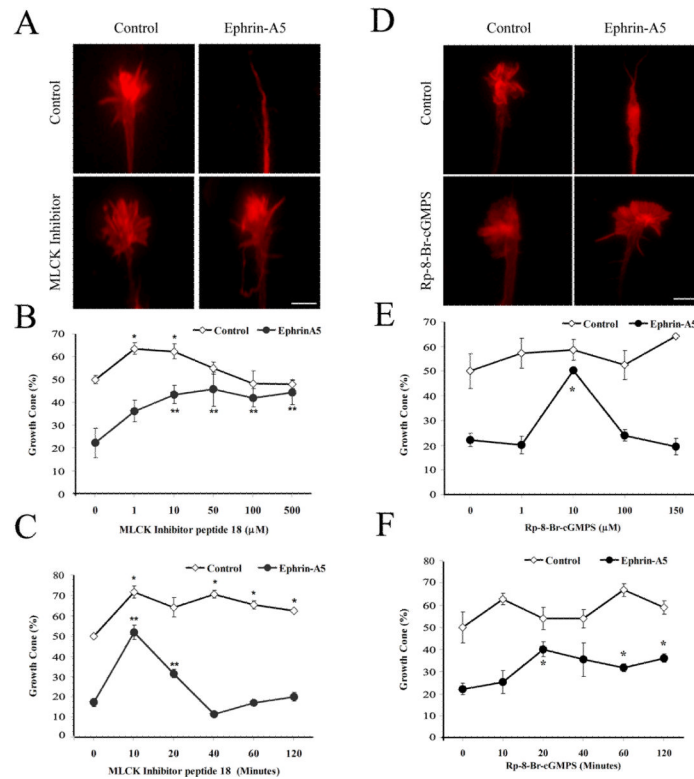 A
Control
Ephrin-A5
Control
MLCK Inhibitor
B
Control
EphrinA5
Growth Cone (%)
70
60
50
40
30
20
10
0
* *
** ** ** **
0 1 10 50 100 500
MLCK Inhibitor peptide 18 (μM)
C
Control
Ephrin-A5
Growth Cone (%)
80
70
60
50
40
30
20
10
0
* * * *
** **
0 10 20 40 60 120
MLCK Inhibitor peptide 18 (Minutes)
D
Control
Ephrin-A5
Control
Rp-8-Br-cGMPS
E
Control
Ephrin-A5
Growth Cone (%)
70
60
50
40
30
20
10
0
*
0 1 10 100 150
Rp-8-Br-cGMPS (μM)
F
Control
Ephrin-A5
Growth Cone (%)
80
70
60
50
40
30
20
10
0
* * *
0 10 20 40 60 120
Rp-8-Br-cGMPS (Minutes)